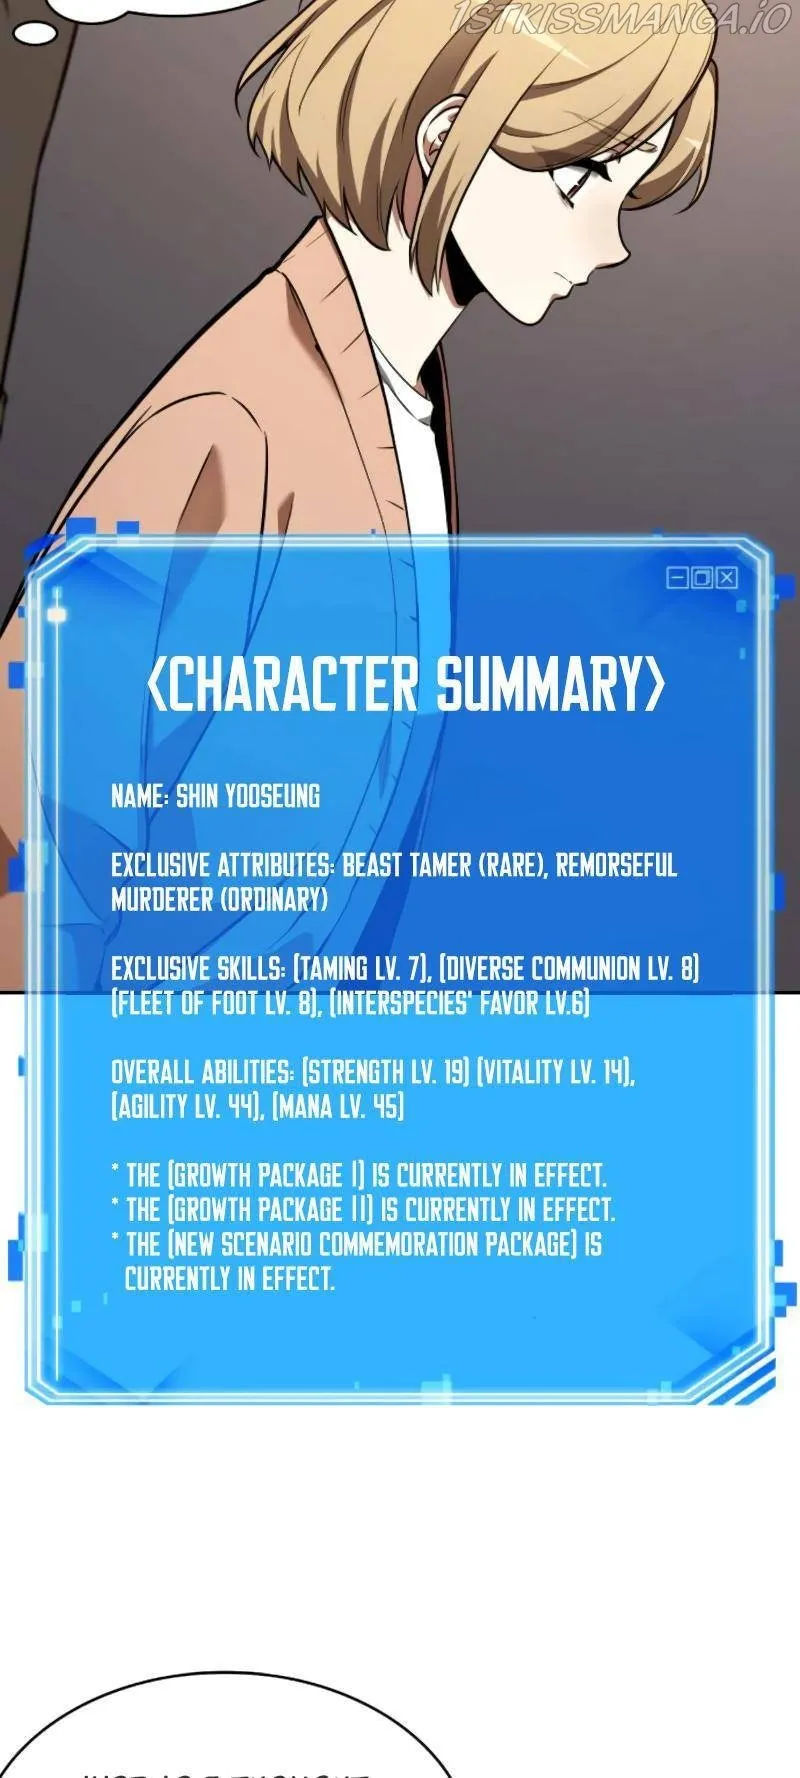 1STKISSMANGA.IO
<CHARACTER SUMMARY>
NAME: SHIN YOOSEUNG
EXCLUSIVE ATTRIBUTES: BEAST TAMER (RARE), REMORSEFUL
MURDERER (ORDINARY)
EXCLUSIVE SKILLS: [TAMING LV. 7], [DIVERSE COMMUNION LV. 8]
[FLEET OF FOOT LV. 8], [INTERSPECIES' FAVOR LV.6]
OVERALL ABILITIES: [STRENGTH LV. 19] [VITALITY LV. 14],
[AGILITY LV. 44], [MANA LV. 45]
* THE [GROWTH PACKAGE I] IS CURRENTLY IN EFFECT.
* THE [GROWTH PACKAGE II] IS CURRENTLY IN EFFECT.
* THE [NEW SCENARIO COMMEMORATION PACKAGE] IS
CURRENTLY IN EFFECT.
JUST AS I THOUGHT